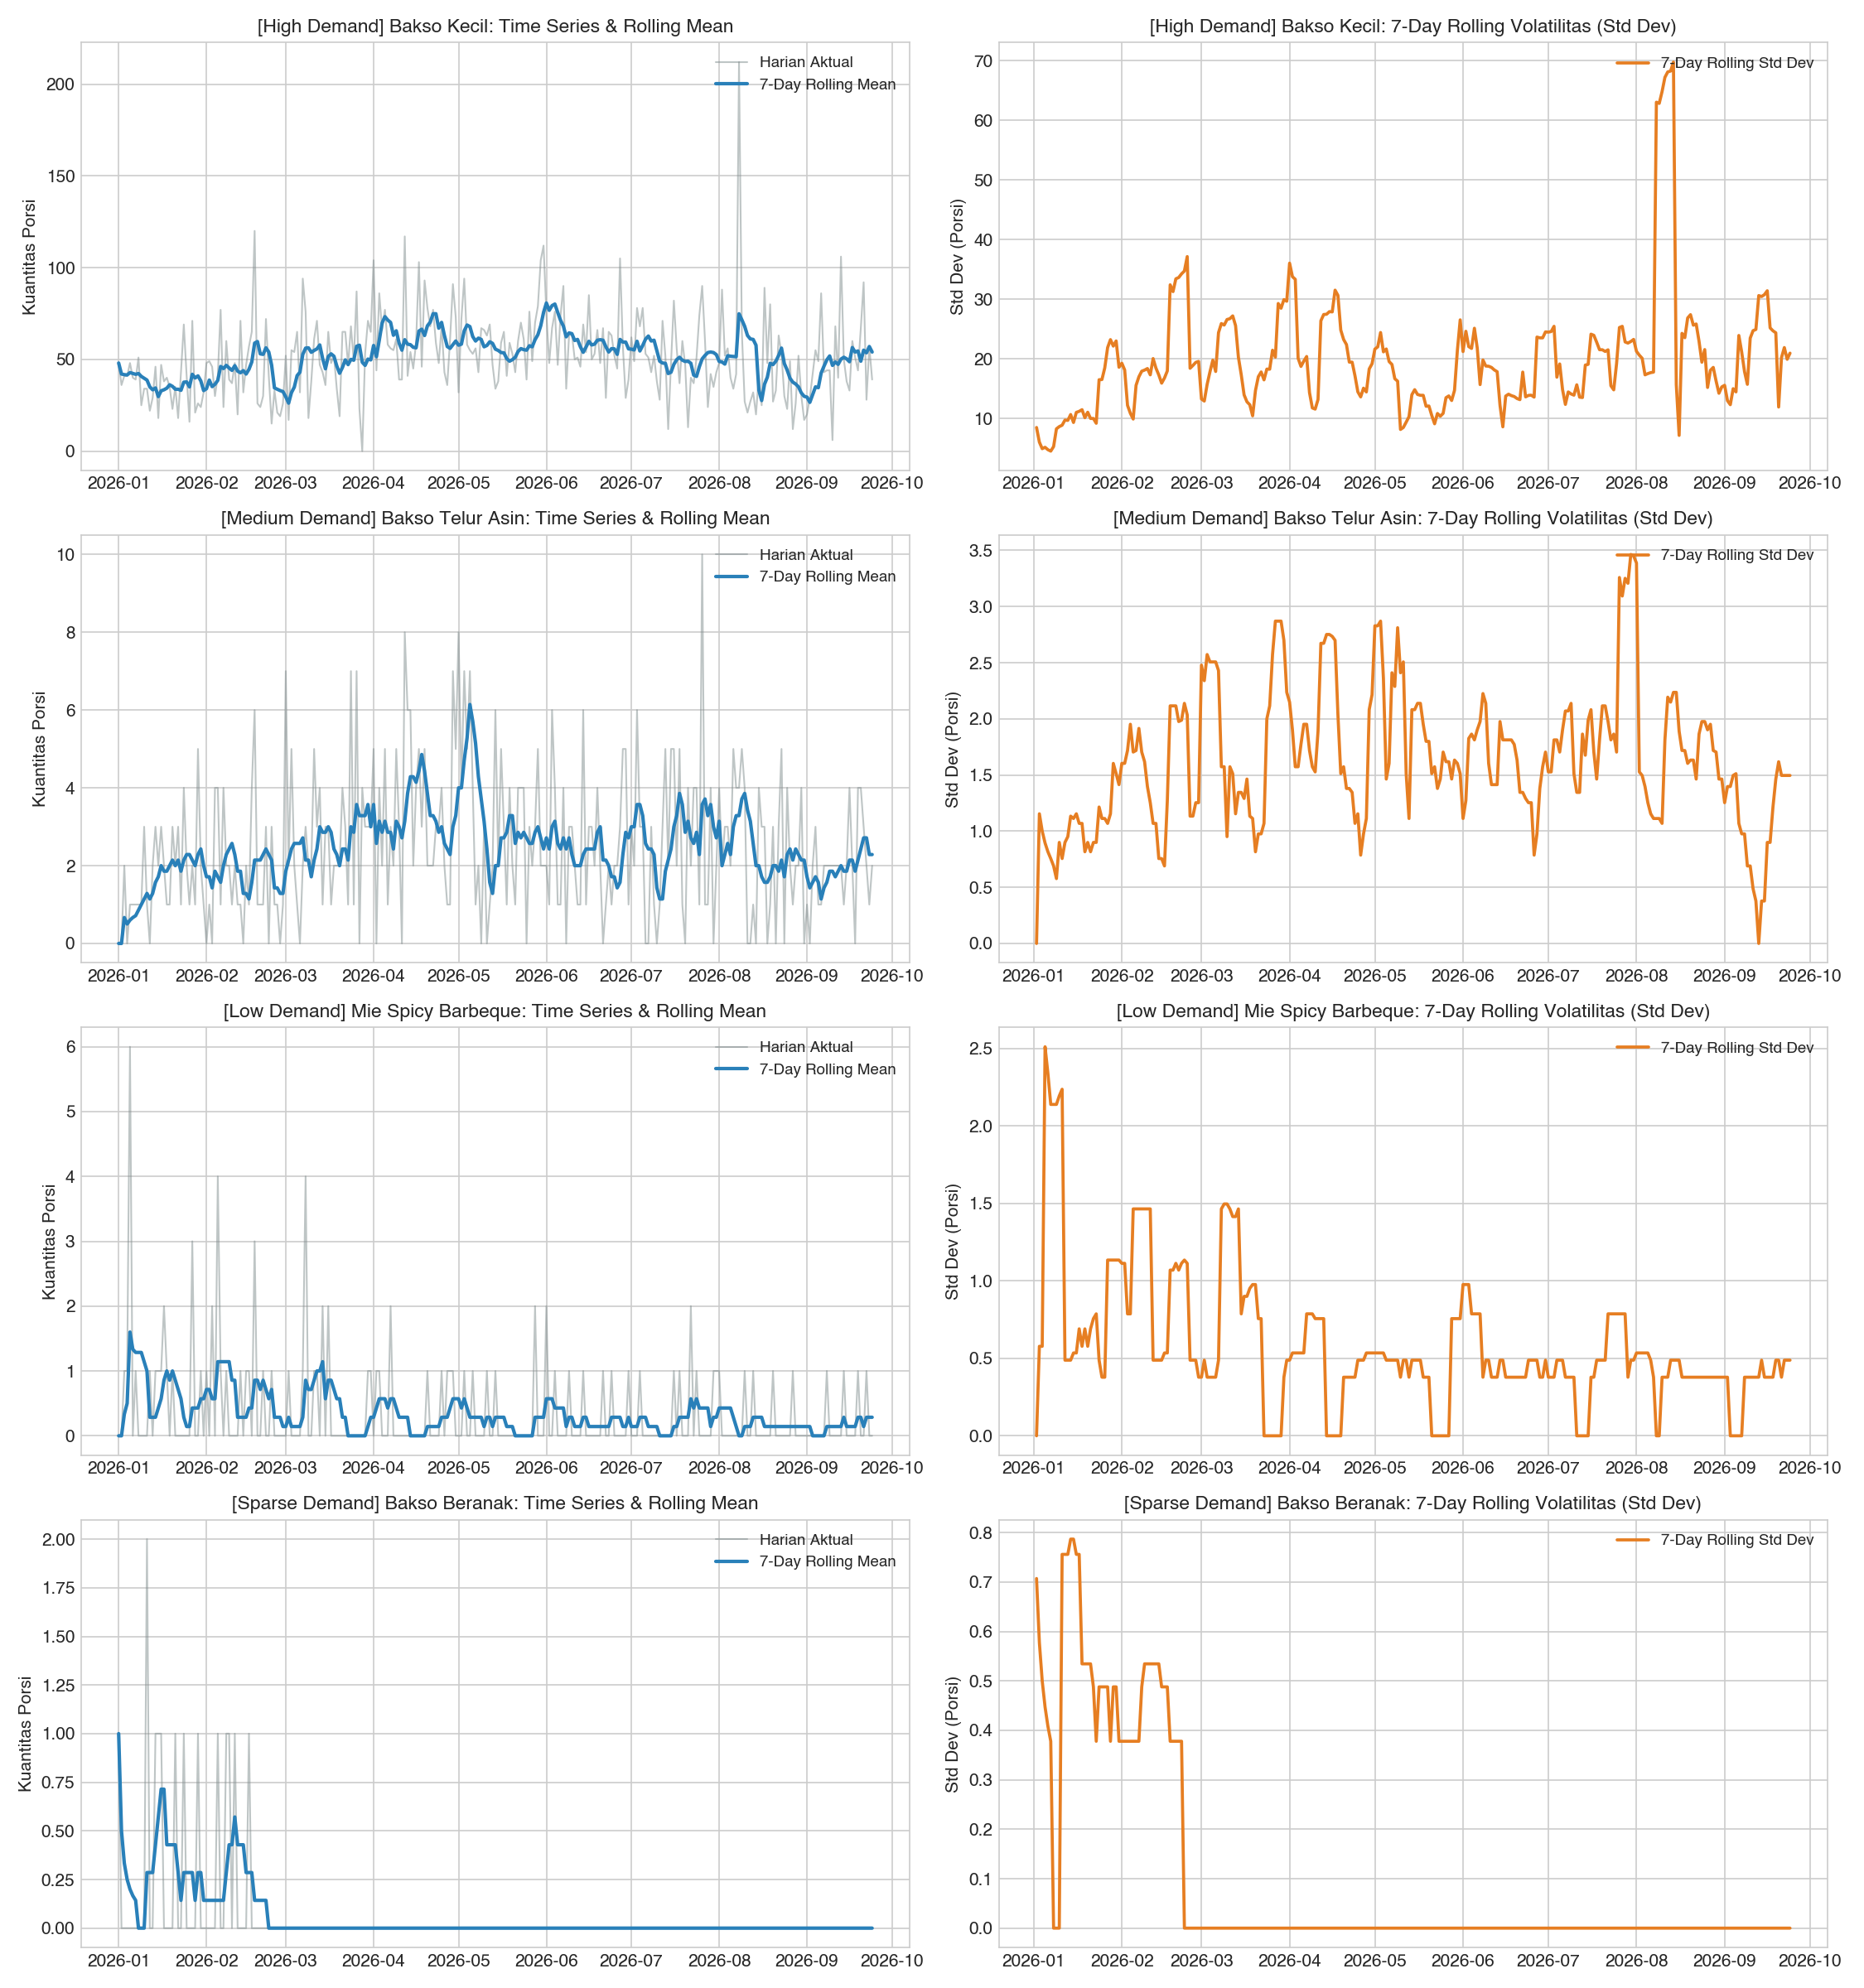 [High Demand] Bakso Kecil: Time Series & Rolling Mean
Kuantitas Porsi
200
150
100
50
0
Harian Aktual
7-Day Rolling Mean
2026-01 2026-02 2026-03 2026-04 2026-05 2026-06 2026-07 2026-08 2026-09 2026-10
[High Demand] Bakso Kecil: 7-Day Rolling Volatilitas (Std Dev)
Std Dev (Porsi)
70
60
50
40
30
20
10
7-Day Rolling Std Dev
2026-01 2026-02 2026-03 2026-04 2026-05 2026-06 2026-07 2026-08 2026-09 2026-10
[Medium Demand] Bakso Telur Asin: Time Series & Rolling Mean
Kuantitas Porsi
10
8
6
4
2
0
Harian Aktual
7-Day Rolling Mean
2026-01 2026-02 2026-03 2026-04 2026-05 2026-06 2026-07 2026-08 2026-09 2026-10
[Medium Demand] Bakso Telur Asin: 7-Day Rolling Volatilitas (Std Dev)
Std Dev (Porsi)
3.5
3.0
2.5
2.0
1.5
1.0
0.5
0.0
7-Day Rolling Std Dev
2026-01 2026-02 2026-03 2026-04 2026-05 2026-06 2026-07 2026-08 2026-09 2026-10
[Low Demand] Mie Spicy Barbeque: Time Series & Rolling Mean
Kuantitas Porsi
6
5
4
3
2
1
0
Harian Aktual
7-Day Rolling Mean
2026-01 2026-02 2026-03 2026-04 2026-05 2026-06 2026-07 2026-08 2026-09 2026-10
[Low Demand] Mie Spicy Barbeque: 7-Day Rolling Volatilitas (Std Dev)
Std Dev (Porsi)
2.5
2.0
1.5
1.0
0.5
0.0
7-Day Rolling Std Dev
2026-01 2026-02 2026-03 2026-04 2026-05 2026-06 2026-07 2026-08 2026-09 2026-10
[Sparse Demand] Bakso Beranak: Time Series & Rolling Mean
Kuantitas Porsi
2.00
1.75
1.50
1.25
1.00
0.75
0.50
0.25
0.00
Harian Aktual
7-Day Rolling Mean
2026-01 2026-02 2026-03 2026-04 2026-05 2026-06 2026-07 2026-08 2026-09 2026-10
[Sparse Demand] Bakso Beranak: 7-Day Rolling Volatilitas (Std Dev)
Std Dev (Porsi)
0.8
0.7
0.6
0.5
0.4
0.3
0.2
0.1
0.0
7-Day Rolling Std Dev
2026-01 2026-02 2026-03 2026-04 2026-05 2026-06 2026-07 2026-08 2026-09 2026-10